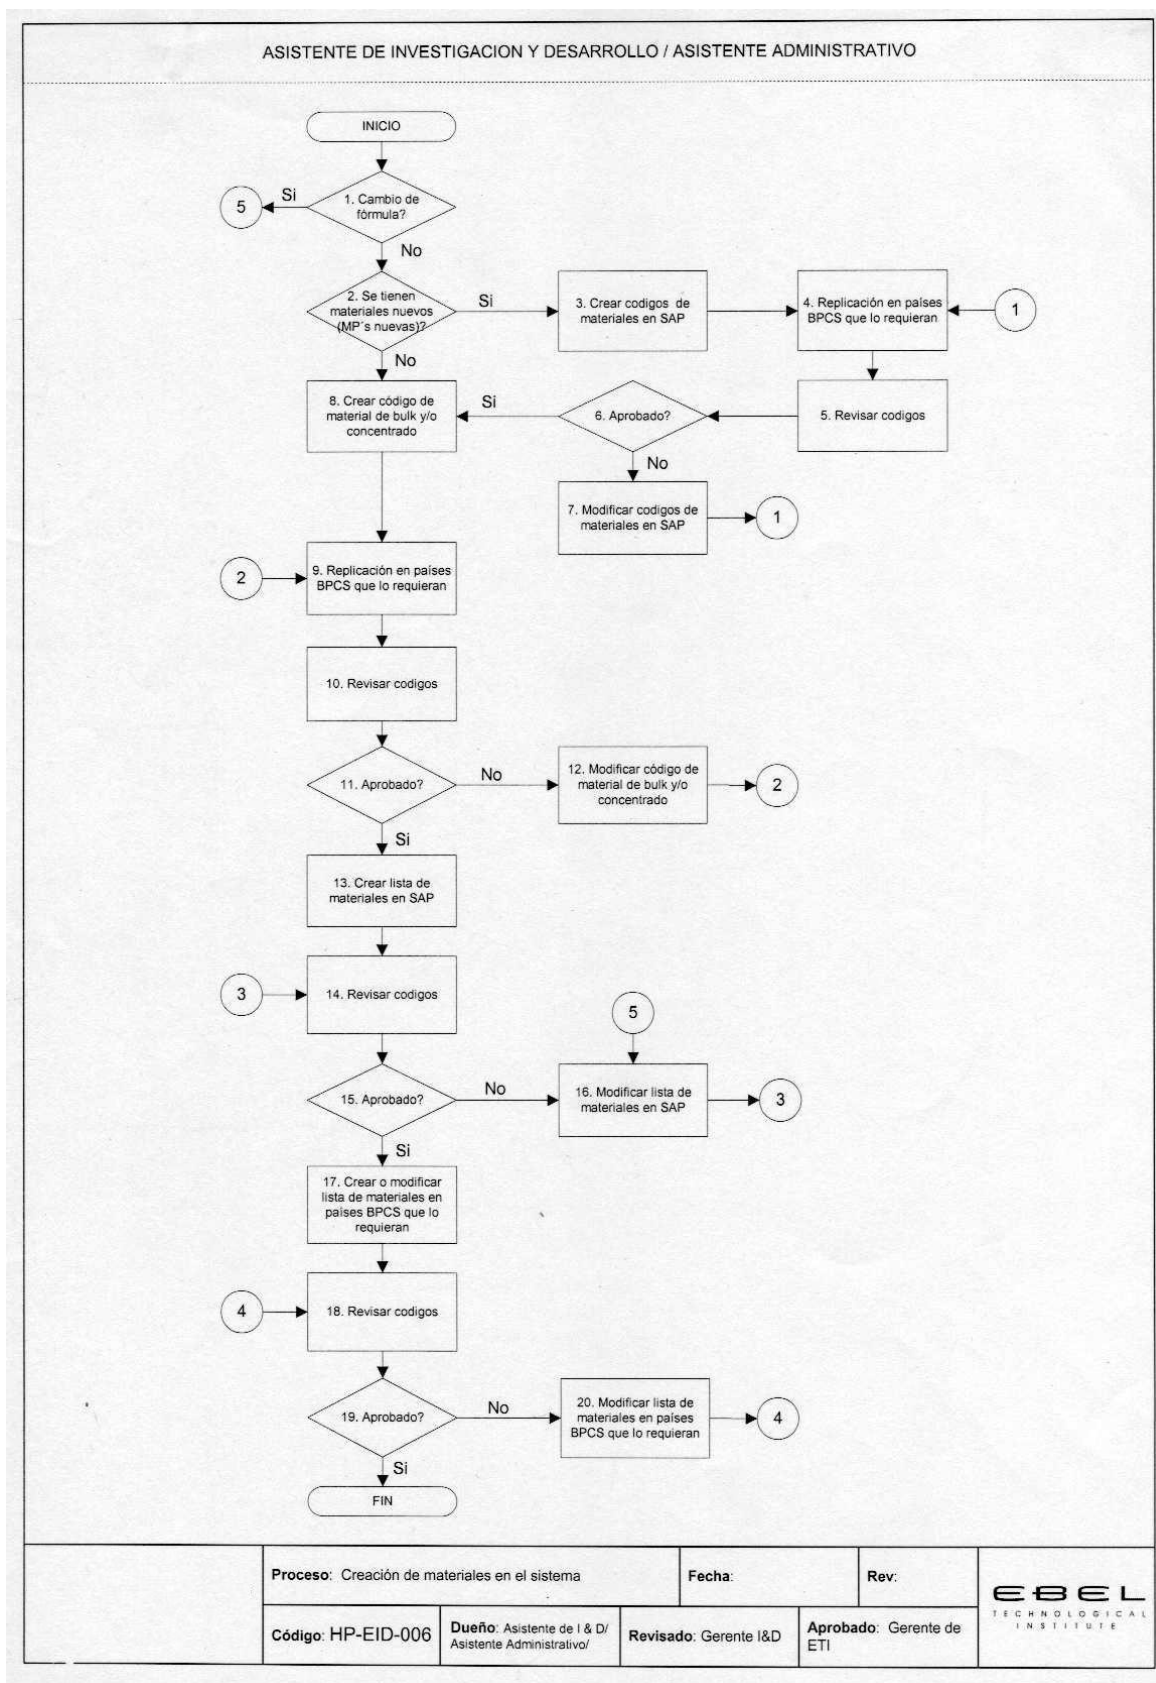 ASISTENTE DE INVESTIGACION Y DESARROLLO / ASISTENTE ADMINISTRATIVO
INICIO
5
Si
1. Cambio de
fórmula?
No
2. Se tienen
materiales nuevos
(MP´s nuevas)?
Si
3. Crear codigos de
materiales en SAP
4. Replicación en países
BPCS que lo requieran
1
No
8. Crear código de
material de bulk y/o
concentrado
Si
6. Aprobado?
5. Revisar codigos
No
7. Modificar codigos de
materiales en SAP
1
2
9. Replicación en países
BPCS que lo requieran
10. Revisar codigos
11. Aprobado?
No
12. Modificar código de
material de bulk y/o
concentrado
2
Si
13. Crear lista de
materiales en SAP
3
14. Revisar codigos
5
15. Aprobado?
No
16. Modificar lista de
materiales en SAP
3
Si
17. Crear o modificar
lista de materiales en
países BPCS que lo
requieran
4
18. Revisar codigos
19. Aprobado?
No
20. Modificar lista de
materiales en países
BPCS que lo requieran
4
Si
FIN
Proceso: Creación de materiales en el sistema
Fecha:
Rev:
Código: HP-EID-006
Dueño: Asistente de I & D/
Asistente Administrativo/
Revisado: Gerente I&D
Aprobado: Gerente de
ETI
EBEL
TECHNOLOGICAL
INSTITUTE